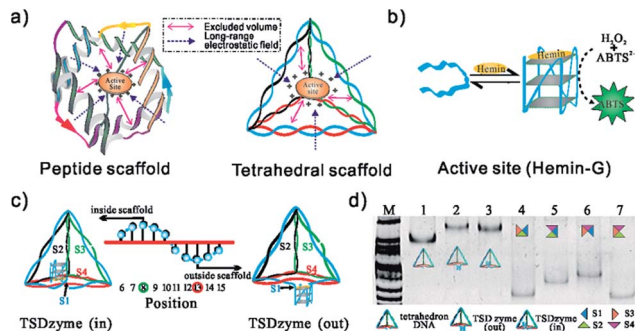 a)
Excluded volume
Long-range
electrostatic field
Active
Site
Active
site
Peptide scaffold
Tetrahedral scaffold
b)
Hemin
Hemin
H₂O₂
+
ABTS²⁻
ABTS
Active site (Hemin-G)
c)
inside scaffold
outside scaffold
S2
S3
S4
S1
TSDzyme (in)
6 7 8 9 10 11 12 13 14 15
Position
S2
S3
S4
S1
TSDzyme (out)
d)
M 1 2 3 4 5 6 7
tetrahedron
DNA
TSD zyme
(out)
TSDzyme
(in)
S1
S3
S2
S4